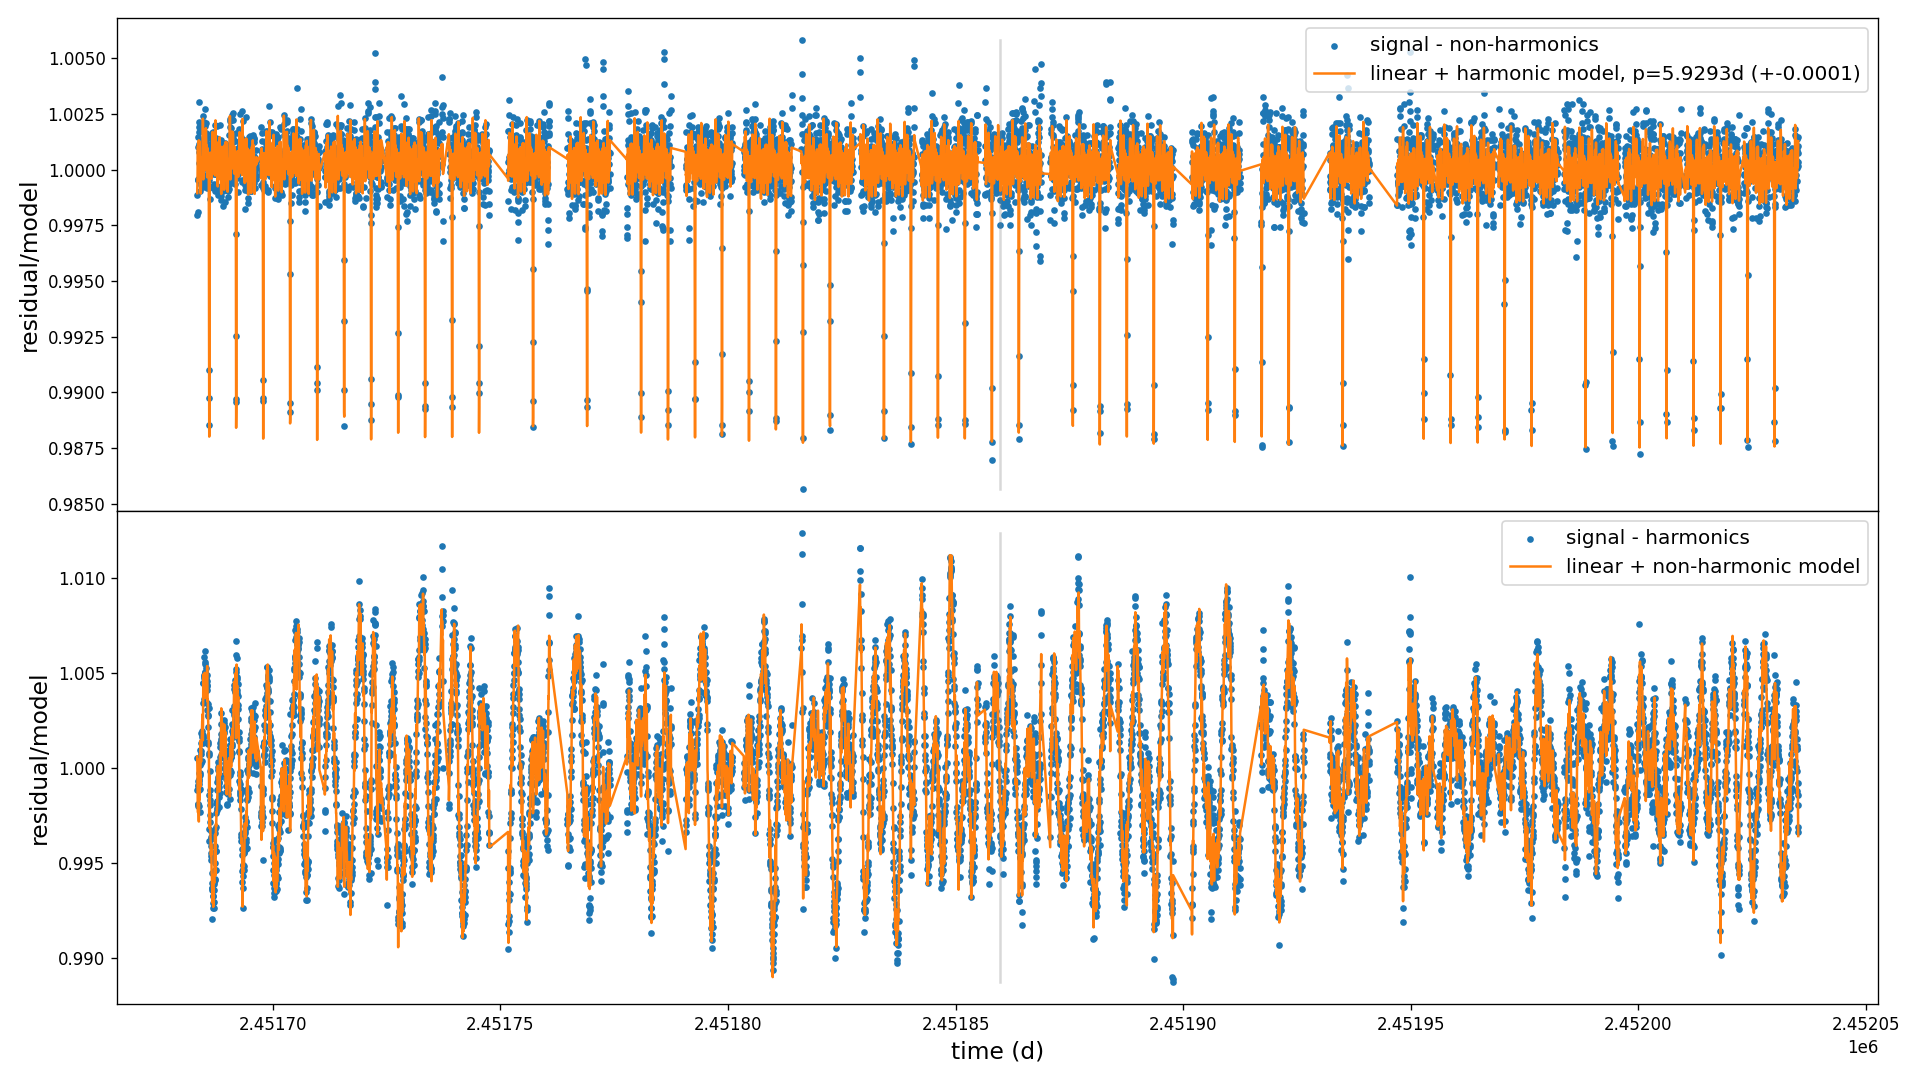 signal - non-harmonics
linear + harmonic model, p=5.9293d (+-0.0001)
residual/model
1.0050
1.0025
1.0000
0.9975
0.9950
0.9925
0.9900
0.9875
0.9850
signal - harmonics
linear + non-harmonic model
residual/model
1.010
1.005
1.000
0.995
0.990
2.45170 2.45175 2.45180 2.45185 2.45190 2.45195 2.45200 2.45205
time (d)
1e6